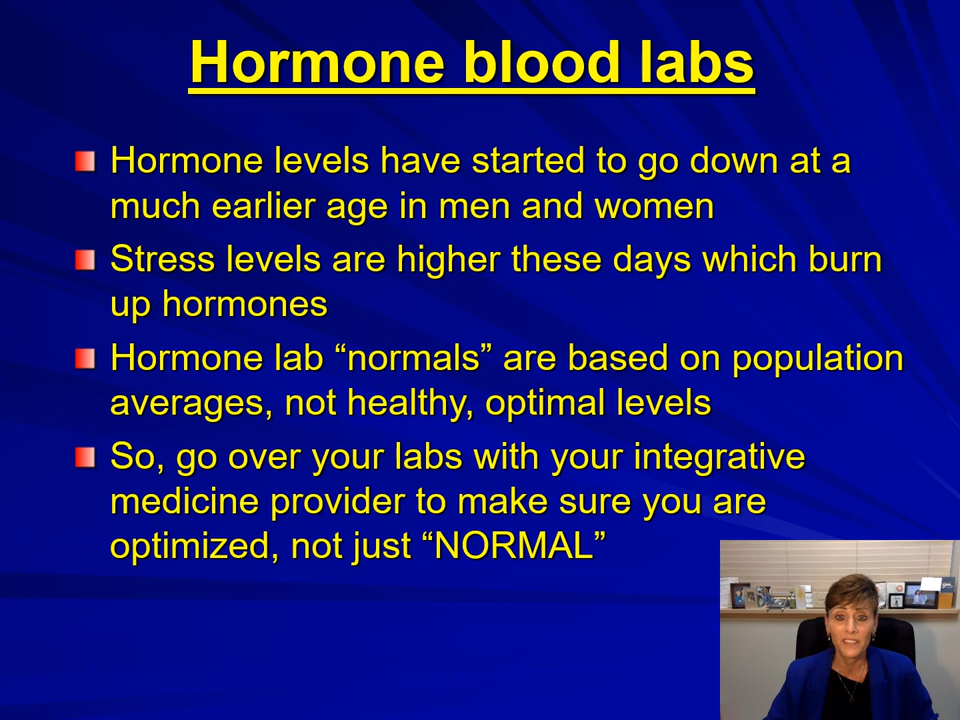 Hormone blood labs
Hormone levels have started to go down at a
much earlier age in men and women
Stress levels are higher these days which burn
up hormones
Hormone lab “normals” are based on population
averages, not healthy, optimal levels
So, go over your labs with your integrative
medicine provider to make sure you are
optimized, not just “NORMAL”